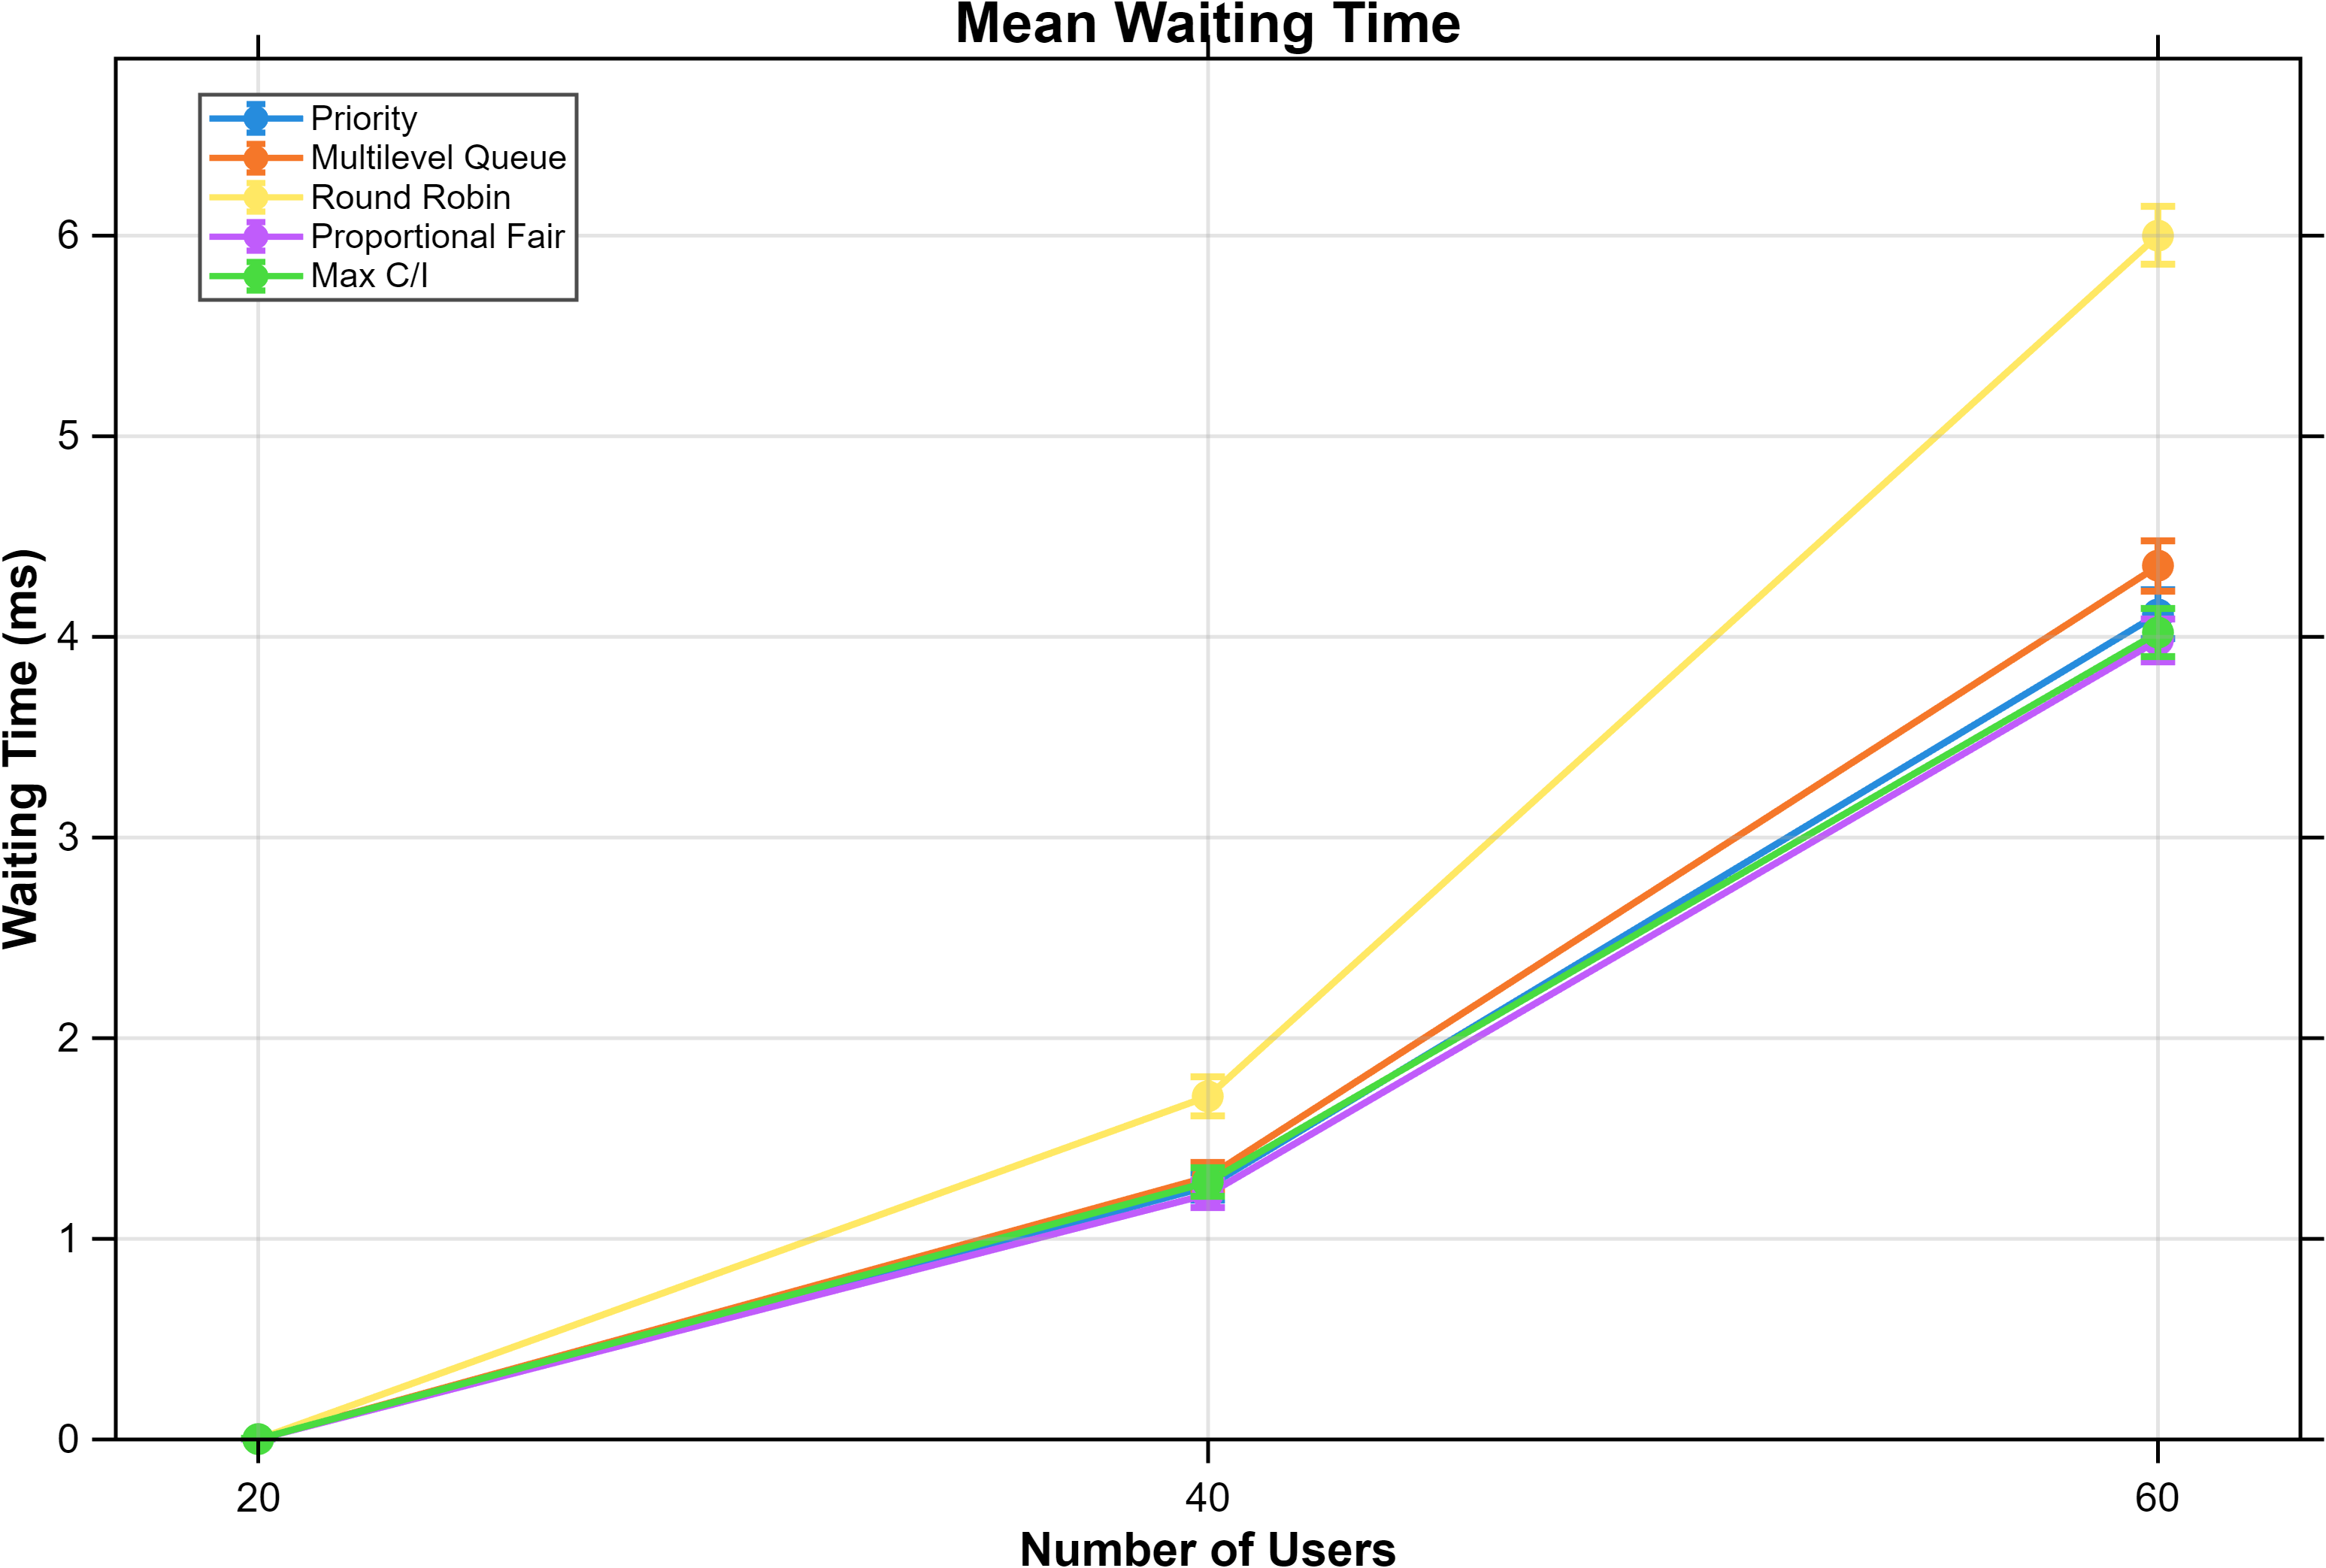 Mean Waiting Time
Priority
Multilevel Queue
Round Robin
Proportional Fair
Max C/I
6
5
4
3
2
1
0
Waiting Time (ms)
20 40 60
Number of Users